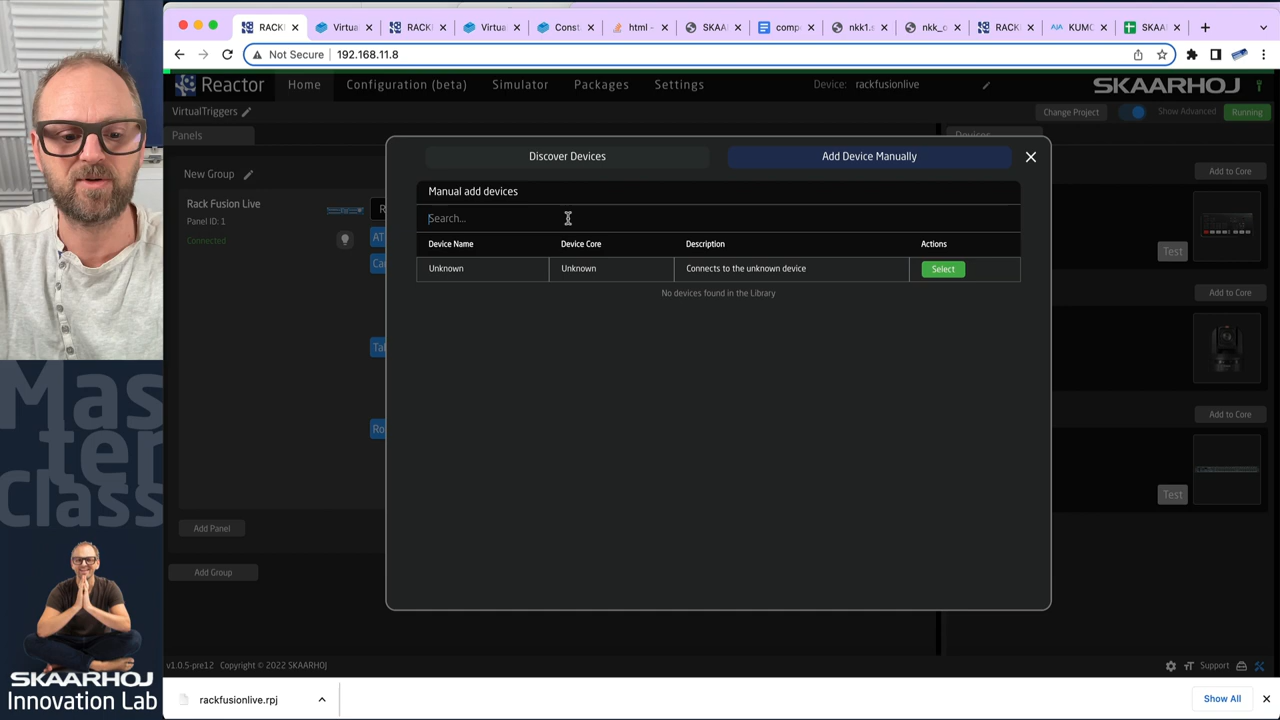 RACK
Virtua
RACK
Virtua
Cons
html -
SKAA
comp
nkk1.s
nkk_c
RACK
AJA KUMO
SKAA
Not Secure 192.168.11.8
Reactor Home Configuration (beta) Simulator Packages Settings Device: rackfusionlive SKAARHOJ
VirtualTriggers Change Project Show Advanced Running
Panels Devices
Discover Devices Add Device Manually
New Group Add to Core
Manual add devices
Rack Fusion Live
Search...
Panel ID: 1
Connected
Device Name Device Core Description Actions
Test
Unknown Unknown Connects to the unknown device Select
No devices found in the Library
Add to Core
Add to Core
Test
Add Panel
Add Group
Master
Class
SKAARHOJ
Innovation Lab
v1.0.5-pre12 Copyright © 2022 SKAARHOJ Support
rackfusionlive.rpj Show All